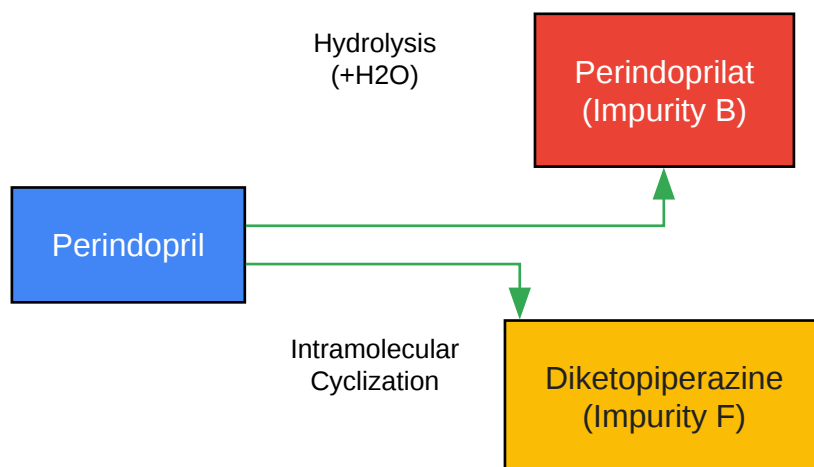 Hydrolysis
(+H2O)
Perindoprilat
(Impurity B)
Perindopril
Intramolecular
Cyclization
Diketopiperazine
(Impurity F)